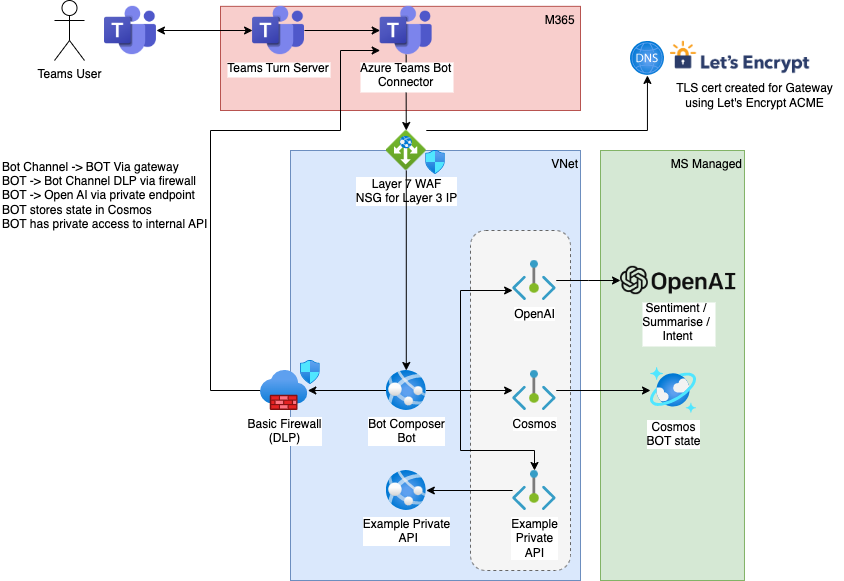 M365
Teams User
Teams Turn Server
Azure Teams Bot
Connector
DNS
Let's Encrypt
TLS cert created for Gateway
using Let's Encrypt ACME
Bot Channel -> BOT Via gateway
BOT -> Bot Channel DLP via firewall
BOT -> Open AI via private endpoint
BOT stores state in Cosmos
BOT has private access to internal API
VNet
MS Managed
Layer 7 WAF
NSG for Layer 3 IP
OpenAI
OpenAI
Sentiment /
Summarise /
Intent
Basic Firewall
(DLP)
Bot Composer
Bot
Cosmos
Cosmos
BOT state
Example Private
API
Example
Private
API
T
T
T